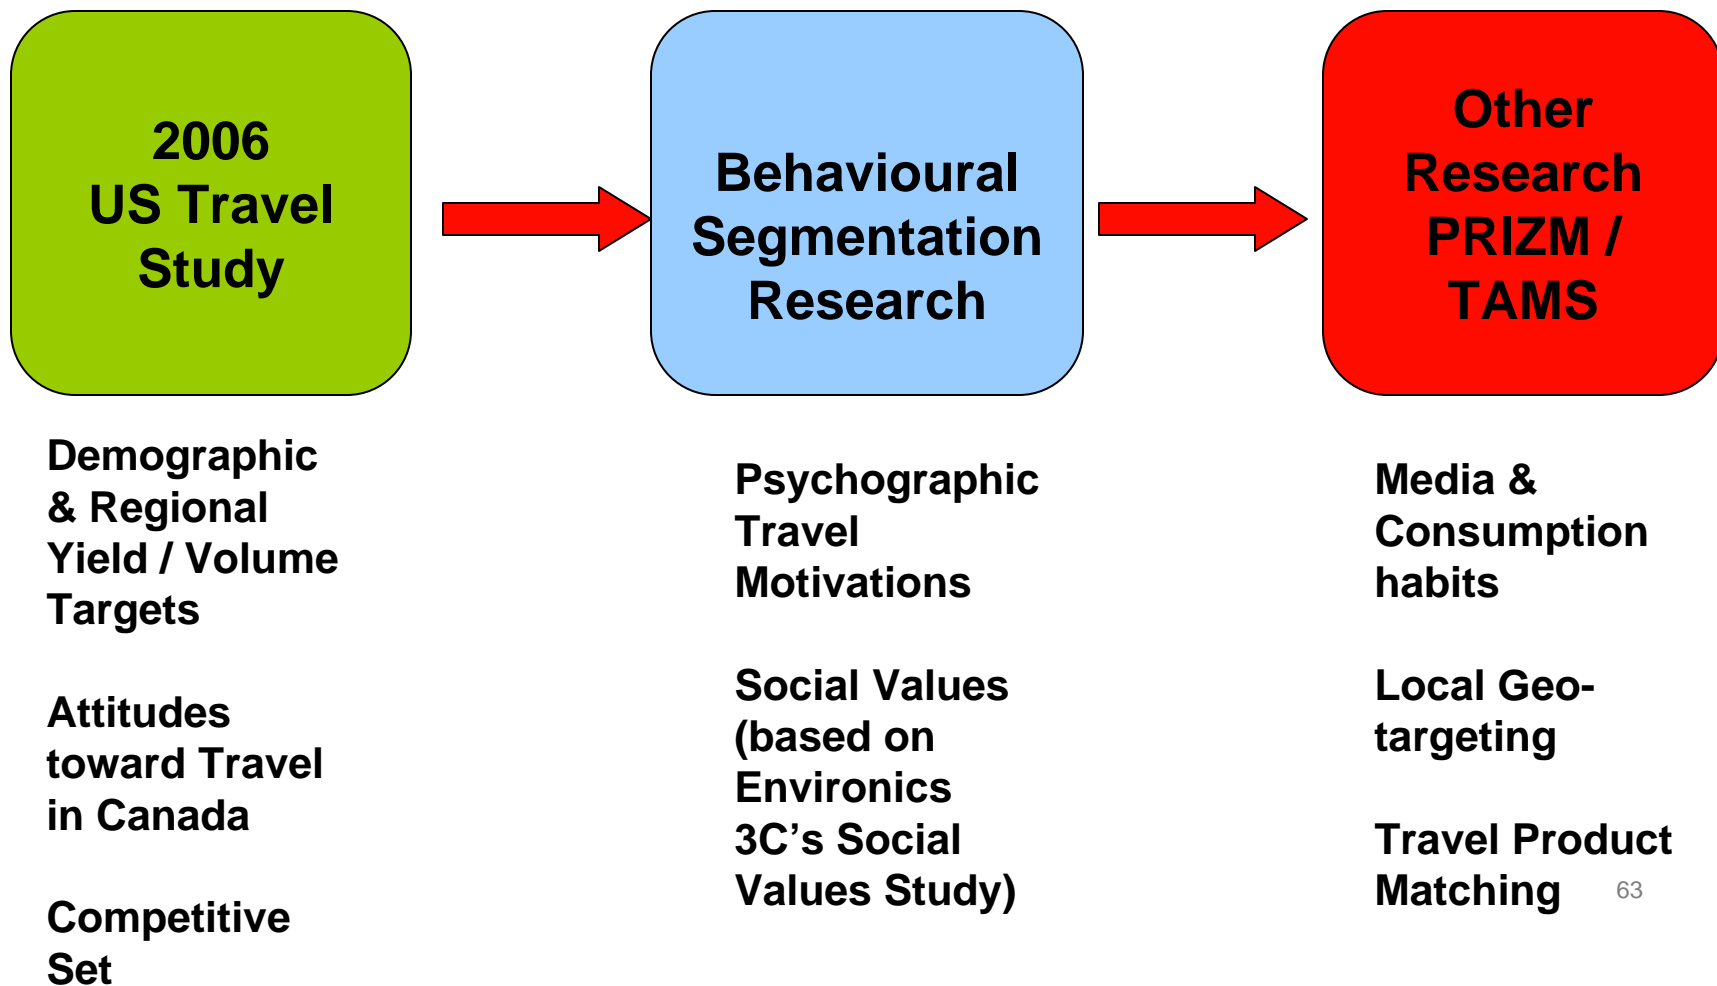 2006
US Travel
Study
Behavioural
Segmentation
Research
Other
Research
PRIZM /
TAMS
Demographic
& Regional
Yield / Volume
Targets
Attitudes
toward Travel
in Canada
Competitive
Set
Psychographic
Travel
Motivations
Social Values
(based on
Environics
3C’s Social
Values Study)
Media &
Consumption
habits
Local Geo-
targeting
Travel Product
Matching
63